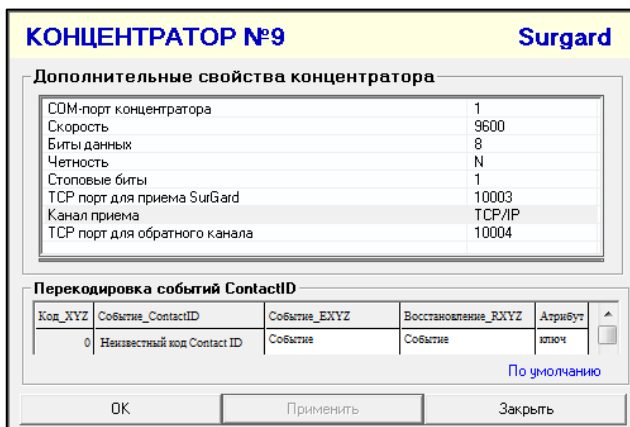 КОНЦЕНТРАТОР №9 Surgard
Дополнительные свойства концентратора
COM-порт концентратора 1
Скорость 9600
Биты данных 8
Четность N
Стоповые биты 1
TCP порт для приема SurGard 10003
Канал приема TCP/IP
TCP порт для обратного канала 10004
Перекодировка событий ContactID
Код_XYZ Событие_ContactID Событие_EXYZ Восстановление_RXYZ Атрибут
0 Неизвестный код Contact ID Событие Событие ключ
По умолчанию
ОК Применить Закрыть